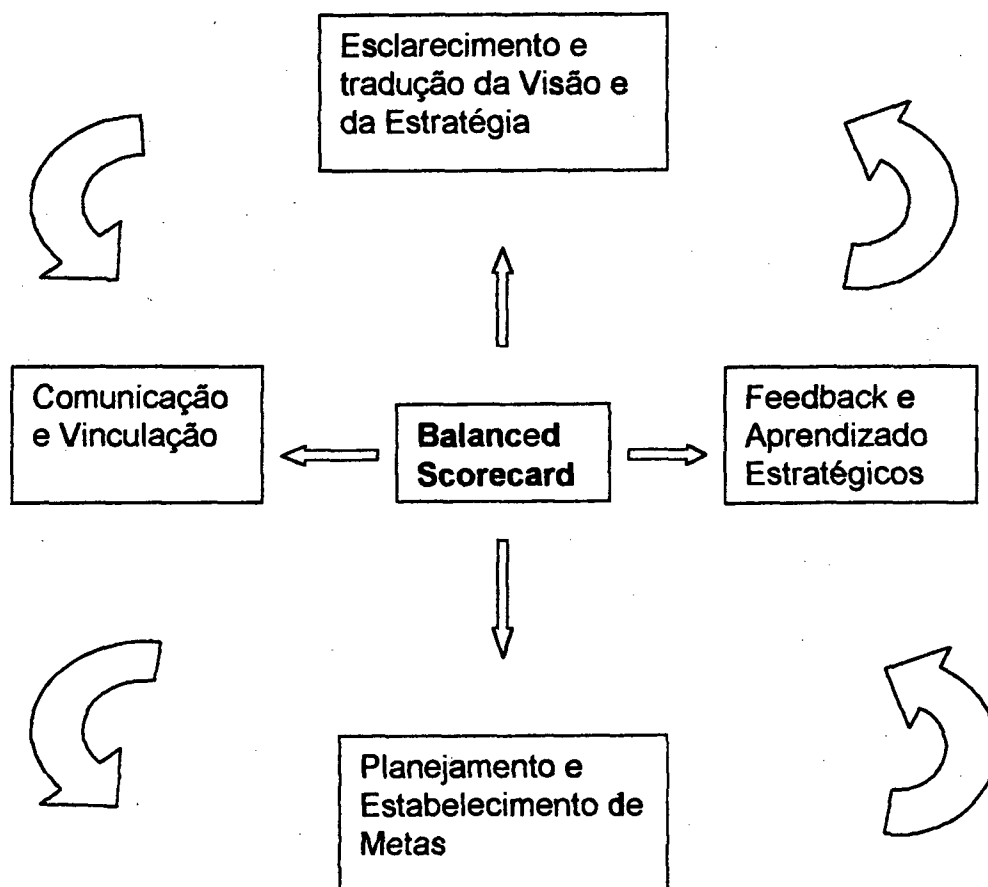 Esclarecimento e
tradução da Visão e
da Estratégia
Comunicação
e Vinculação
Balanced
Scorecard
Feedback e
Aprendizado
Estratégicos
Planejamento e
Estabelecimento de
Metas